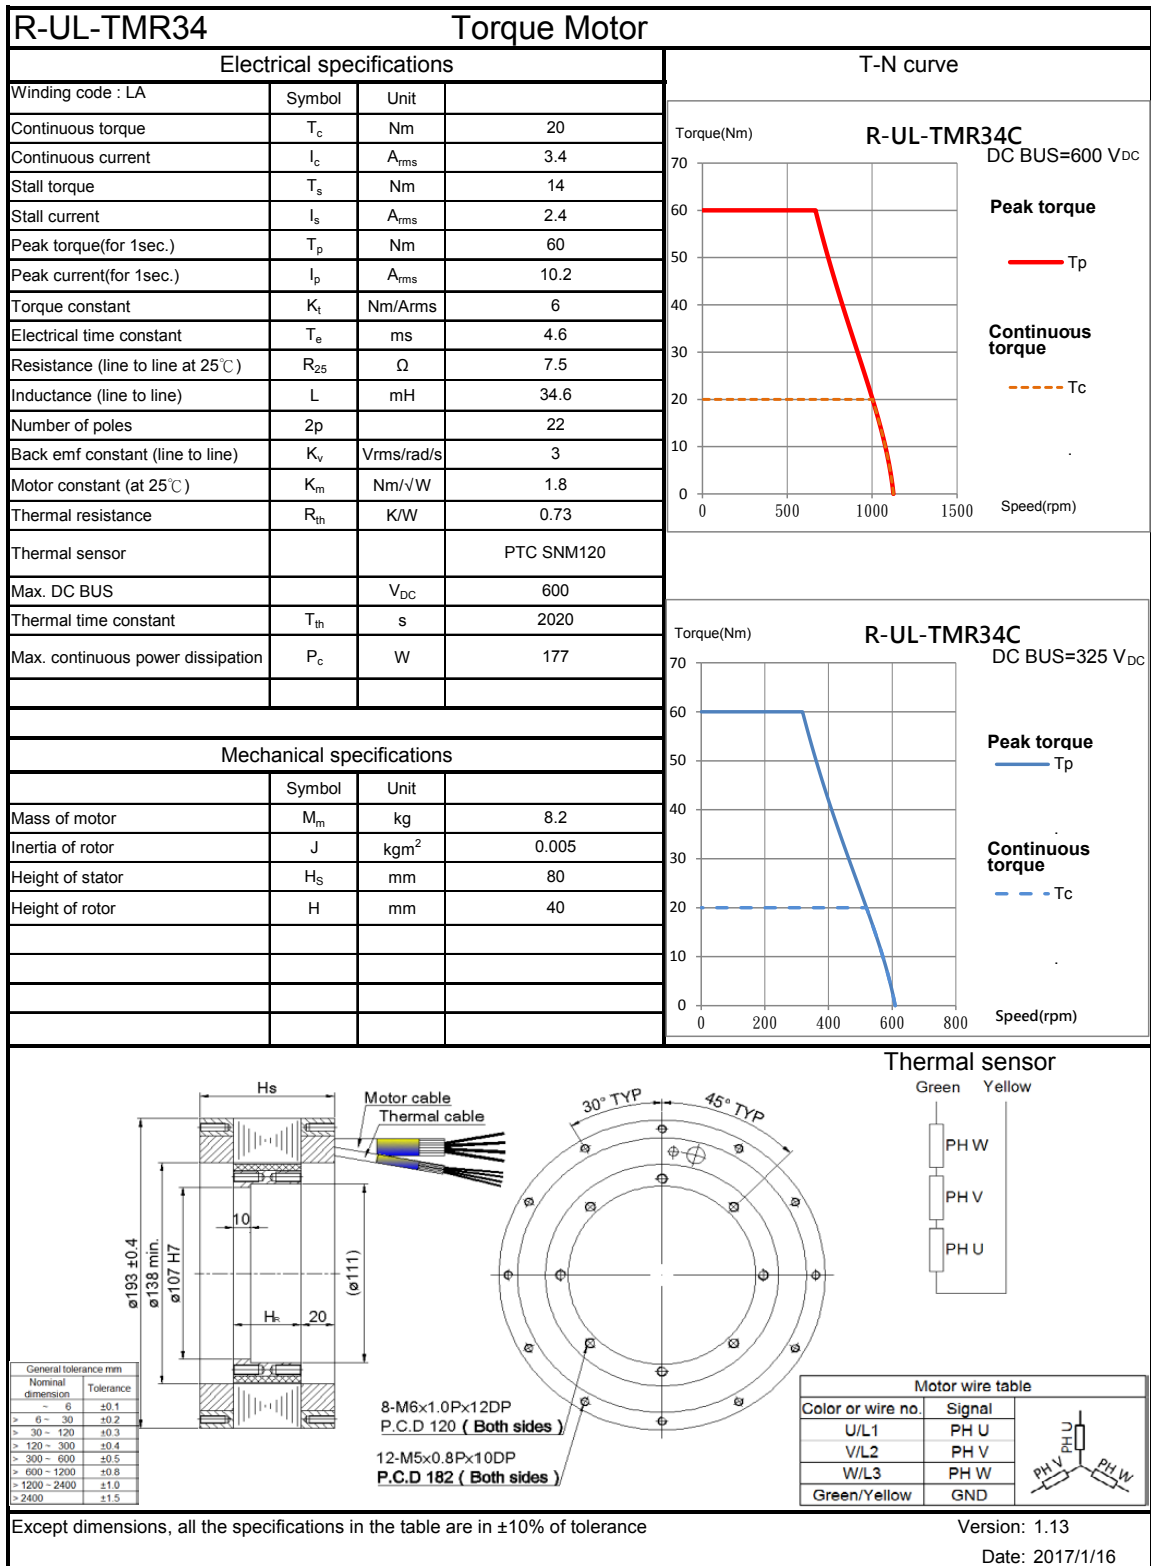 R-UL-TMR34 Torque Motor
Electrical specifications
Winding code : LA Symbol Unit
Continuous torque Tc Nm 20
Continuous current Ic Arms 3.4
Stall torque Ts Nm 14
Stall current Is Arms 2.4
Peak torque(for 1sec.) Tp Nm 60
Peak current(for 1sec.) Ip Arms 10.2
Torque constant Kt Nm/Arms 6
Electrical time constant Te ms 4.6
Resistance (line to line at 25℃) R25 Ω 7.5
Inductance (line to line) L mH 34.6
Number of poles 2p 22
Back emf constant (line to line) Kv Vrms/rad/s 3
Motor constant (at 25℃) Km Nm/√W 1.8
Thermal resistance Rth K/W 0.73
Thermal sensor PTC SNM120
Max. DC BUS VDC 600
Thermal time constant Tth s 2020
Max. continuous power dissipation Pc W 177
Mechanical specifications
Symbol Unit
Mass of motor Mm kg 8.2
Inertia of rotor J kgm2 0.005
Height of stator HS mm 80
Height of rotor H mm 40
T-N curve
Torque(Nm) R-UL-TMR34C
DC BUS=600 VDC
70
60
50
40
30
20
10
0
0 500 1000 1500 Speed(rpm)
Peak torque
Tp
Continuous
torque
Tc
.
Torque(Nm) R-UL-TMR34C
DC BUS=325 VDC
70
60
50
40
30
20
10
0
0 200 400 600 800 Speed(rpm)
Peak torque
Tp
.
Continuous
torque
Tc
.
Hs
Motor cable
Thermal cable
10
ø193 ±0.4
ø138 min.
ø107 H7
(ø111)
HR 20
30° TYP
45° TYP
8-M6x1.0Px12DP
P.C.D 120 ( Both sides )
12-M5x0.8Px10DP
P.C.D 182 ( Both sides )
Thermal sensor
Green Yellow
PH W
PH V
PH U
General tolerance mm
Nominal dimension Tolerance
~ 6 ±0.1
> 6 ~ 30 ±0.2
> 30 ~ 120 ±0.3
> 120 ~ 300 ±0.4
> 300 ~ 600 ±0.5
> 600 ~ 1200 ±0.8
> 1200 ~ 2400 ±1.0
> 2400 ±1.5
Motor wire table
Color or wire no. Signal
U/L1 PH U
V/L2 PH V
W/L3 PH W
Green/Yellow GND
PH U
PH V
PH W
Except dimensions, all the specifications in the table are in ±10% of tolerance
Version: 1.13
Date: 2017/1/16